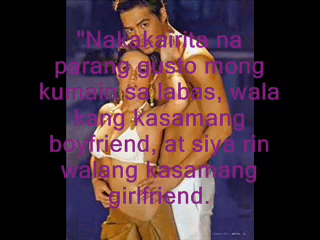 "Nakakairita na
parang gusto mong
kumain sa labas, wala
kang kasamang
boyfriend, at siya rin
walang kasamang
girlfriend.